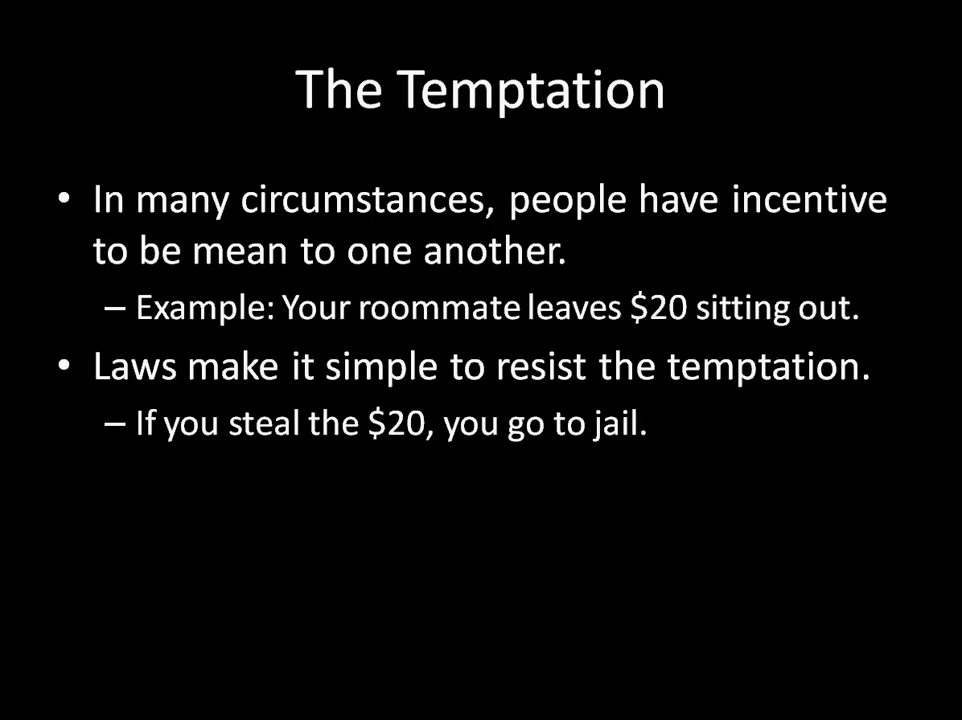 The Temptation
• In many circumstances, people have incentive
to be mean to one another.
– Example: Your roommate leaves $20 sitting out.
• Laws make it simple to resist the temptation.
– If you steal the $20, you go to jail.